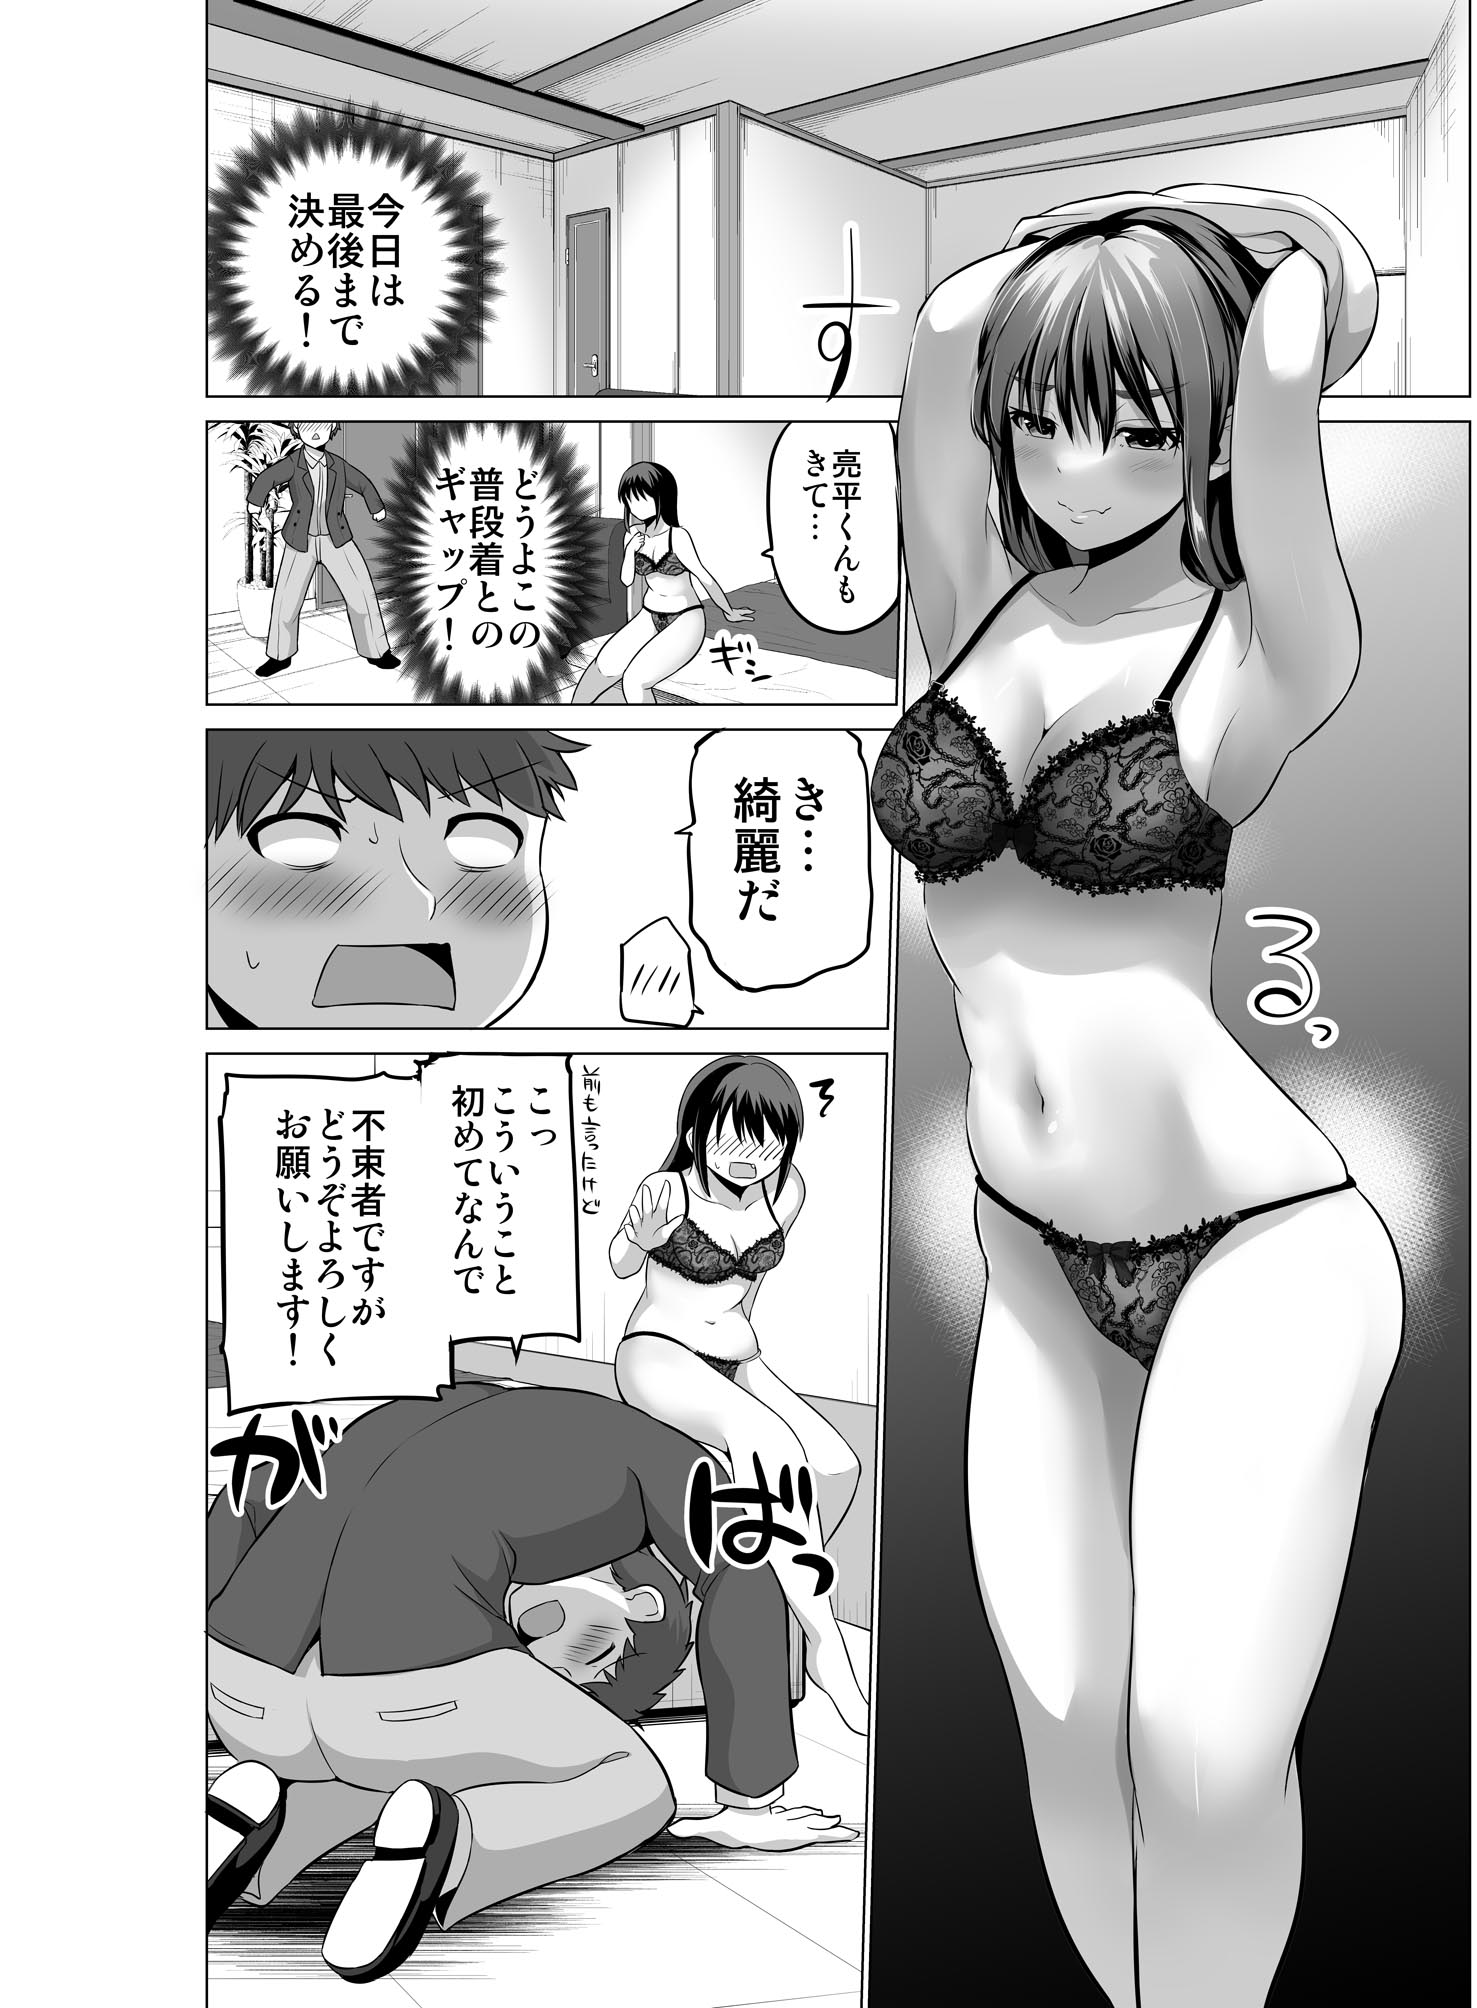 今日は
最後まで
決める！
す
るっ
亮平くんも
きて…
どうよこの
普段着との
ギャップ！
ギシ
き…
綺麗だ
前も言ったけど
こっ
こういうこと
初めてなんで
不束者ですが
どうぞよろしく
お願いします！
がばっ